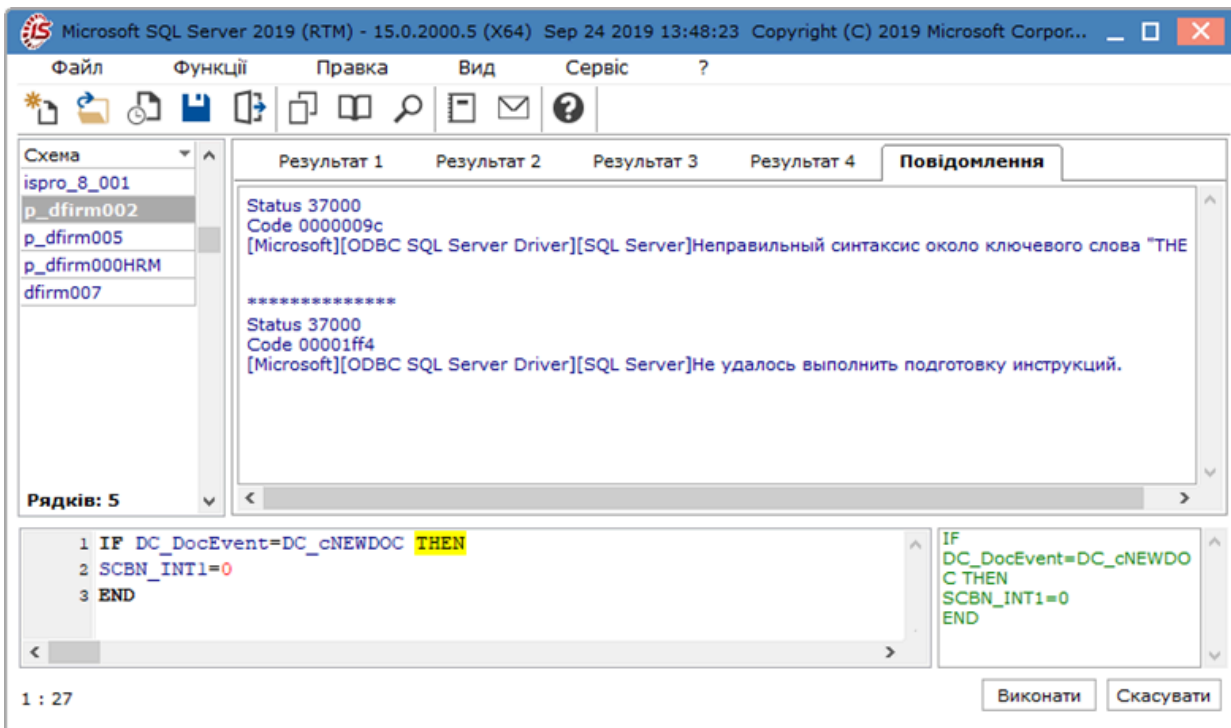 Microsoft SQL Server 2019 (RTM) - 15.0.2000.5 (X64) Sep 24 2019 13:48:23 Copyright (C) 2019 Microsoft Corpor...
Файл Функції Правка Вид Сервіс ?
Схема
ispro_8_001
p_dfirm002
p_dfirm005
p_dfirm000HRM
dfirm007
Рядків: 5
Результат 1 Результат 2 Результат 3 Результат 4 Повідомлення
Status 37000
Code 0000009c
[Microsoft][ODBC SQL Server Driver][SQL Server]Неправильный синтаксис около ключевого слова "THE
**************
Status 37000
Code 00001ff4
[Microsoft][ODBC SQL Server Driver][SQL Server]Не удалось выполнить подготовку инструкций.
1 IF DC_DocEvent=DC_cNEWDOC THEN
2 SCBN_INT1=0
3 END
IF
DC_DocEvent=DC_cNEWDO
C THEN
SCBN_INT1=0
END
1 : 27
Виконати Скасувати